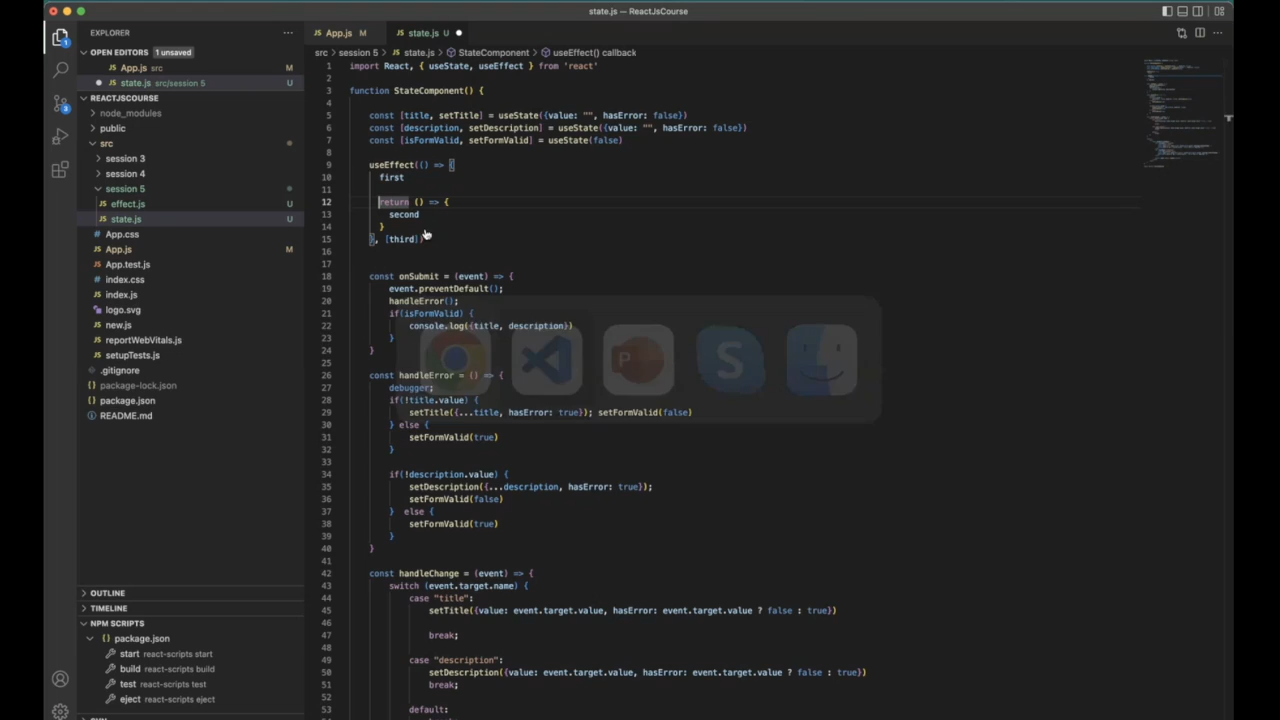 state.js — ReactJsCourse
EXPLORER
App.js M
state.js U
src > session 5 > state.js > StateComponent > useEffect() callback
OPEN EDITORS 1 unsaved
App.js src M
state.js src/session 5 U
REACTJSCOURSE
node_modules
public
src
session 3
session 4
session 5
effect.js U
state.js U
App.css
App.js M
App.test.js
index.css
index.js
logo.svg
new.js
reportWebVitals.js
setupTests.js
.gitignore
package-lock.json
package.json
README.md
OUTLINE
TIMELINE
NPM SCRIPTS
package.json
start react-scripts start
build react-scripts build
test react-scripts test
eject react-scripts eject
1 import React, { useState, useEffect } from 'react'
2
3 function StateComponent() {
4
5 const [title, setTitle] = useState({value: "", hasError: false})
6 const [description, setDescription] = useState({value: "", hasError: false})
7 const [isFormValid, setFormValid] = useState(false)
8
9 useEffect(() => {
10 first
11
12 return () => {
13 second
14 }
15 }, [third])
16
17
18 const onSubmit = (event) => {
19 event.preventDefault();
20 handleError();
21 if(isFormValid) {
22 console.log({title, description})
23 }
24 }
25
26 const handleError = () => {
27 debugger;
28 if(!title.value) {
29 setTitle({...title, hasError: true}); setFormValid(false)
30 } else {
31 setFormValid(true)
32 }
33
34 if(!description.value) {
35 setDescription({...description, hasError: true});
36 setFormValid(false)
37 } else {
38 setFormValid(true)
39 }
40 }
41
42 const handleChange = (event) => {
43 switch (event.target.name) {
44 case "title":
45 setTitle({value: event.target.value, hasError: event.target.value ? false : true})
46
47 break;
48
49 case "description":
50 setDescription({value: event.target.value, hasError: event.target.value ? false : true})
51 break;
52
53 default: